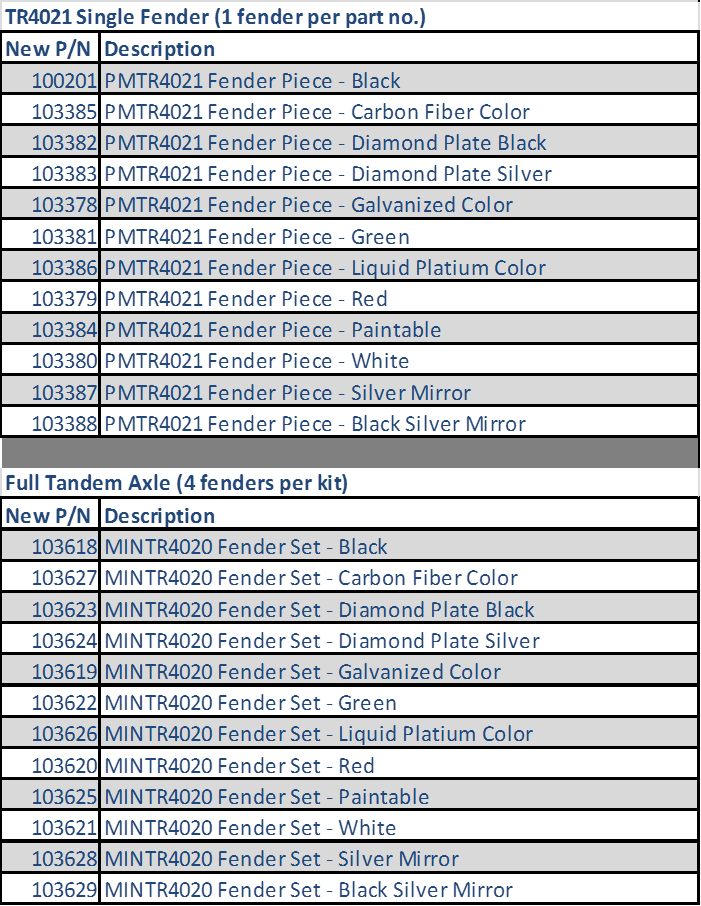 TR4021 Single Fender (1 fender per part no.)
New P/N Description
100201 PMTR4021 Fender Piece - Black
103385 PMTR4021 Fender Piece - Carbon Fiber Color
103382 PMTR4021 Fender Piece - Diamond Plate Black
103383 PMTR4021 Fender Piece - Diamond Plate Silver
103378 PMTR4021 Fender Piece - Galvanized Color
103381 PMTR4021 Fender Piece - Green
103386 PMTR4021 Fender Piece - Liquid Platium Color
103379 PMTR4021 Fender Piece - Red
103384 PMTR4021 Fender Piece - Paintable
103380 PMTR4021 Fender Piece - White
103387 PMTR4021 Fender Piece - Silver Mirror
103388 PMTR4021 Fender Piece - Black Silver Mirror
Full Tandem Axle (4 fenders per kit)
New P/N Description
103618 MINTR4020 Fender Set - Black
103627 MINTR4020 Fender Set - Carbon Fiber Color
103623 MINTR4020 Fender Set - Diamond Plate Black
103624 MINTR4020 Fender Set - Diamond Plate Silver
103619 MINTR4020 Fender Set - Galvanized Color
103622 MINTR4020 Fender Set - Green
103626 MINTR4020 Fender Set - Liquid Platium Color
103620 MINTR4020 Fender Set - Red
103625 MINTR4020 Fender Set - Paintable
103621 MINTR4020 Fender Set - White
103628 MINTR4020 Fender Set - Silver Mirror
103629 MINTR4020 Fender Set - Black Silver Mirror